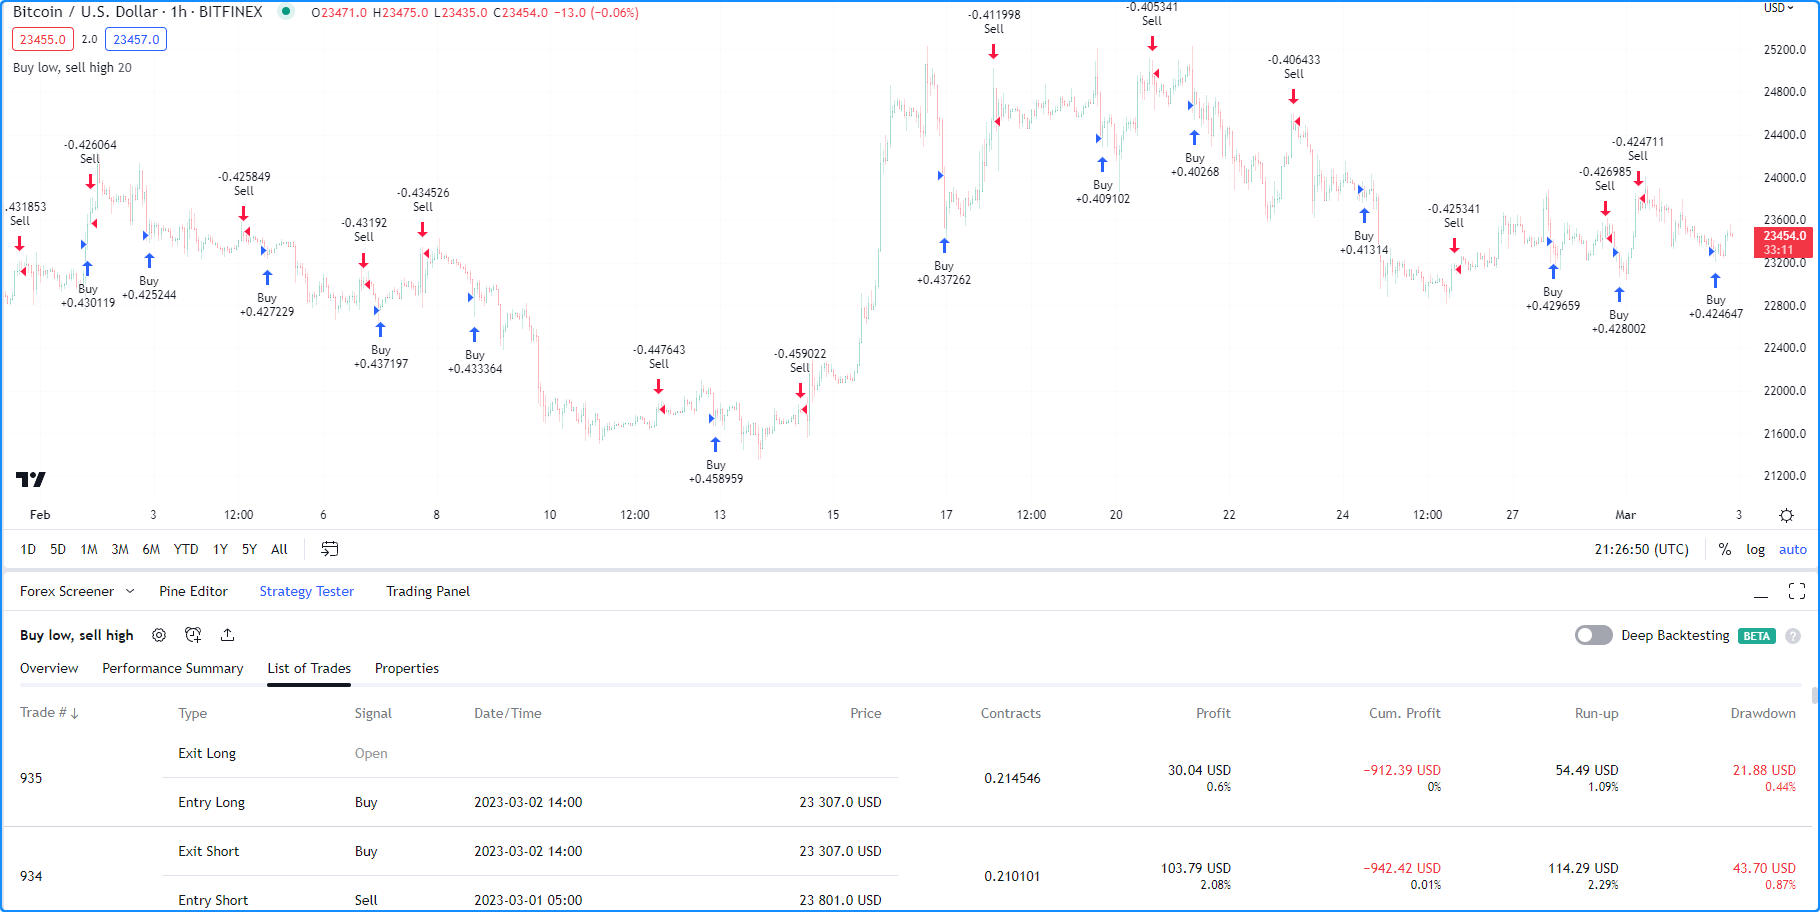 Bitcoin / U.S. Dollar · 1h · BITFINEX O23471.0 H23475.0 L23435.0 C23454.0 −13.0 (−0.06%)
USD
23455.0 2.0 23457.0
Buy low, sell high 20
-0.411998
Sell
-0.405341
Sell
-0.406433
Sell
-0.426064
Sell
-0.425849
Sell
-0.434526
Sell
.431853
Sell
-0.43192
Sell
-0.424711
Sell
-0.426985
Sell
-0.425341
Sell
-0.447643
Sell
-0.459022
Sell
Buy
+0.430119
Buy
+0.425244
Buy
+0.427229
Buy
+0.437197
Buy
+0.433364
Buy
+0.458959
Buy
+0.437262
Buy
+0.409102
Buy
+0.40268
Buy
+0.41314
Buy
+0.429659
Buy
+0.428002
Buy
+0.424647
25200.0
24800.0
24400.0
24000.0
23600.0
23454.0
33:11
23200.0
22800.0
22400.0
22000.0
21600.0
21200.0
Feb 3 12:00 6 8 10 12:00 13 15 17 12:00 20 22 24 12:00 27 Mar 3
1D 5D 1M 3M 6M YTD 1Y 5Y All 21:26:50 (UTC) % log auto
Forex Screener Pine Editor Strategy Tester Trading Panel
Buy low, sell high Deep Backtesting BETA ?
Overview Performance Summary List of Trades Properties
Trade # ↓ Type Signal Date/Time Price Contracts Profit Cum. Profit Run-up Drawdown
935 Exit Long Open 0.214546 30.04 USD −912.39 USD 54.49 USD 21.88 USD
0.6% 0% 1.09% 0.44%
Entry Long Buy 2023-03-02 14:00 23 307.0 USD
934 Exit Short Buy 2023-03-02 14:00 23 307.0 USD 0.210101 103.79 USD −942.42 USD 114.29 USD 43.70 USD
2.08% 0.01% 2.29% 0.87%
Entry Short Sell 2023-03-01 05:00 23 801.0 USD